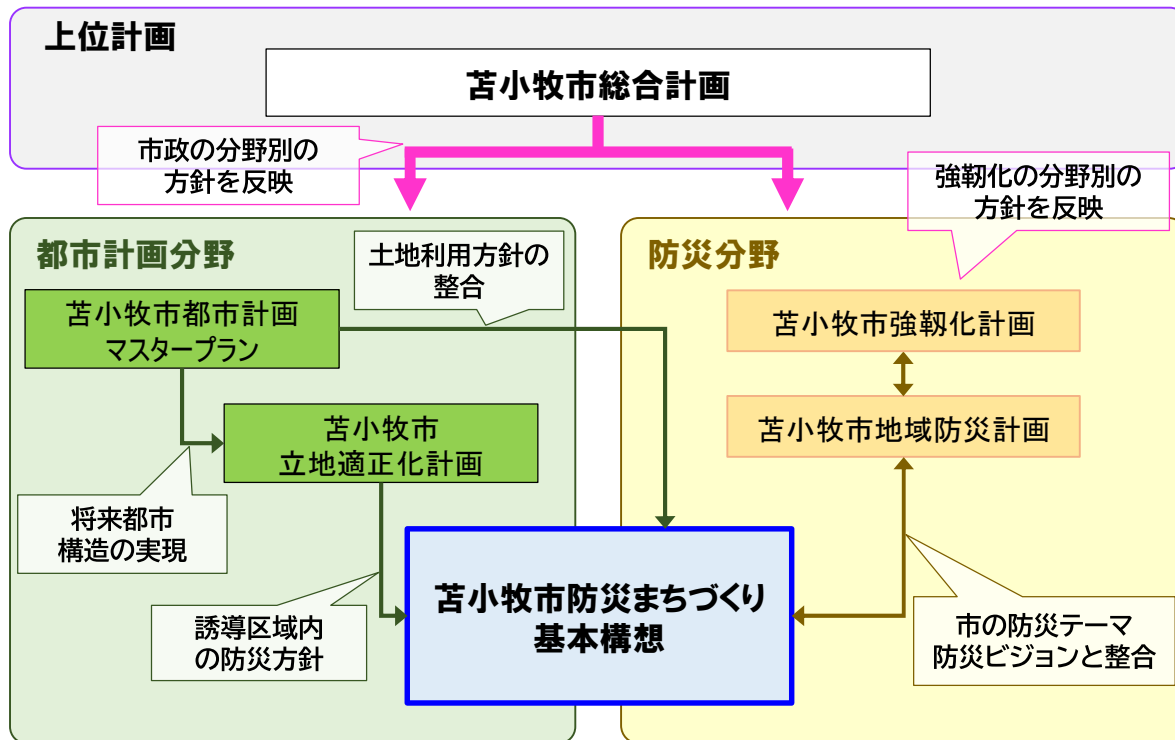 上位計画
苫小牧市総合計画
市政の分野別の
方針を反映
強靭化の分野別の
方針を反映
都市計画分野
土地利用方針の
整合
苫小牧市都市計画
マスタープラン
苫小牧市
立地適正化計画
将来都市
構造の実現
誘導区域内
の防災方針
防災分野
苫小牧市強靱化計画
苫小牧市地域防災計画
苫小牧市防災まちづくり
基本構想
市の防災テーマ
防災ビジョンと整合